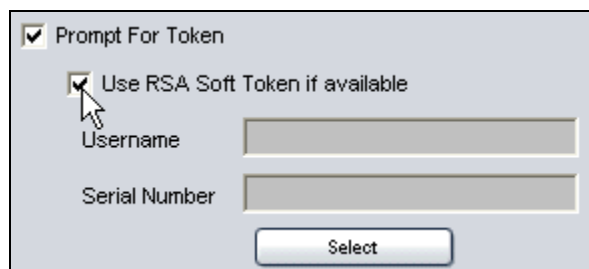 Prompt For Token
Use RSA Soft Token if available
Username
Serial Number
Select